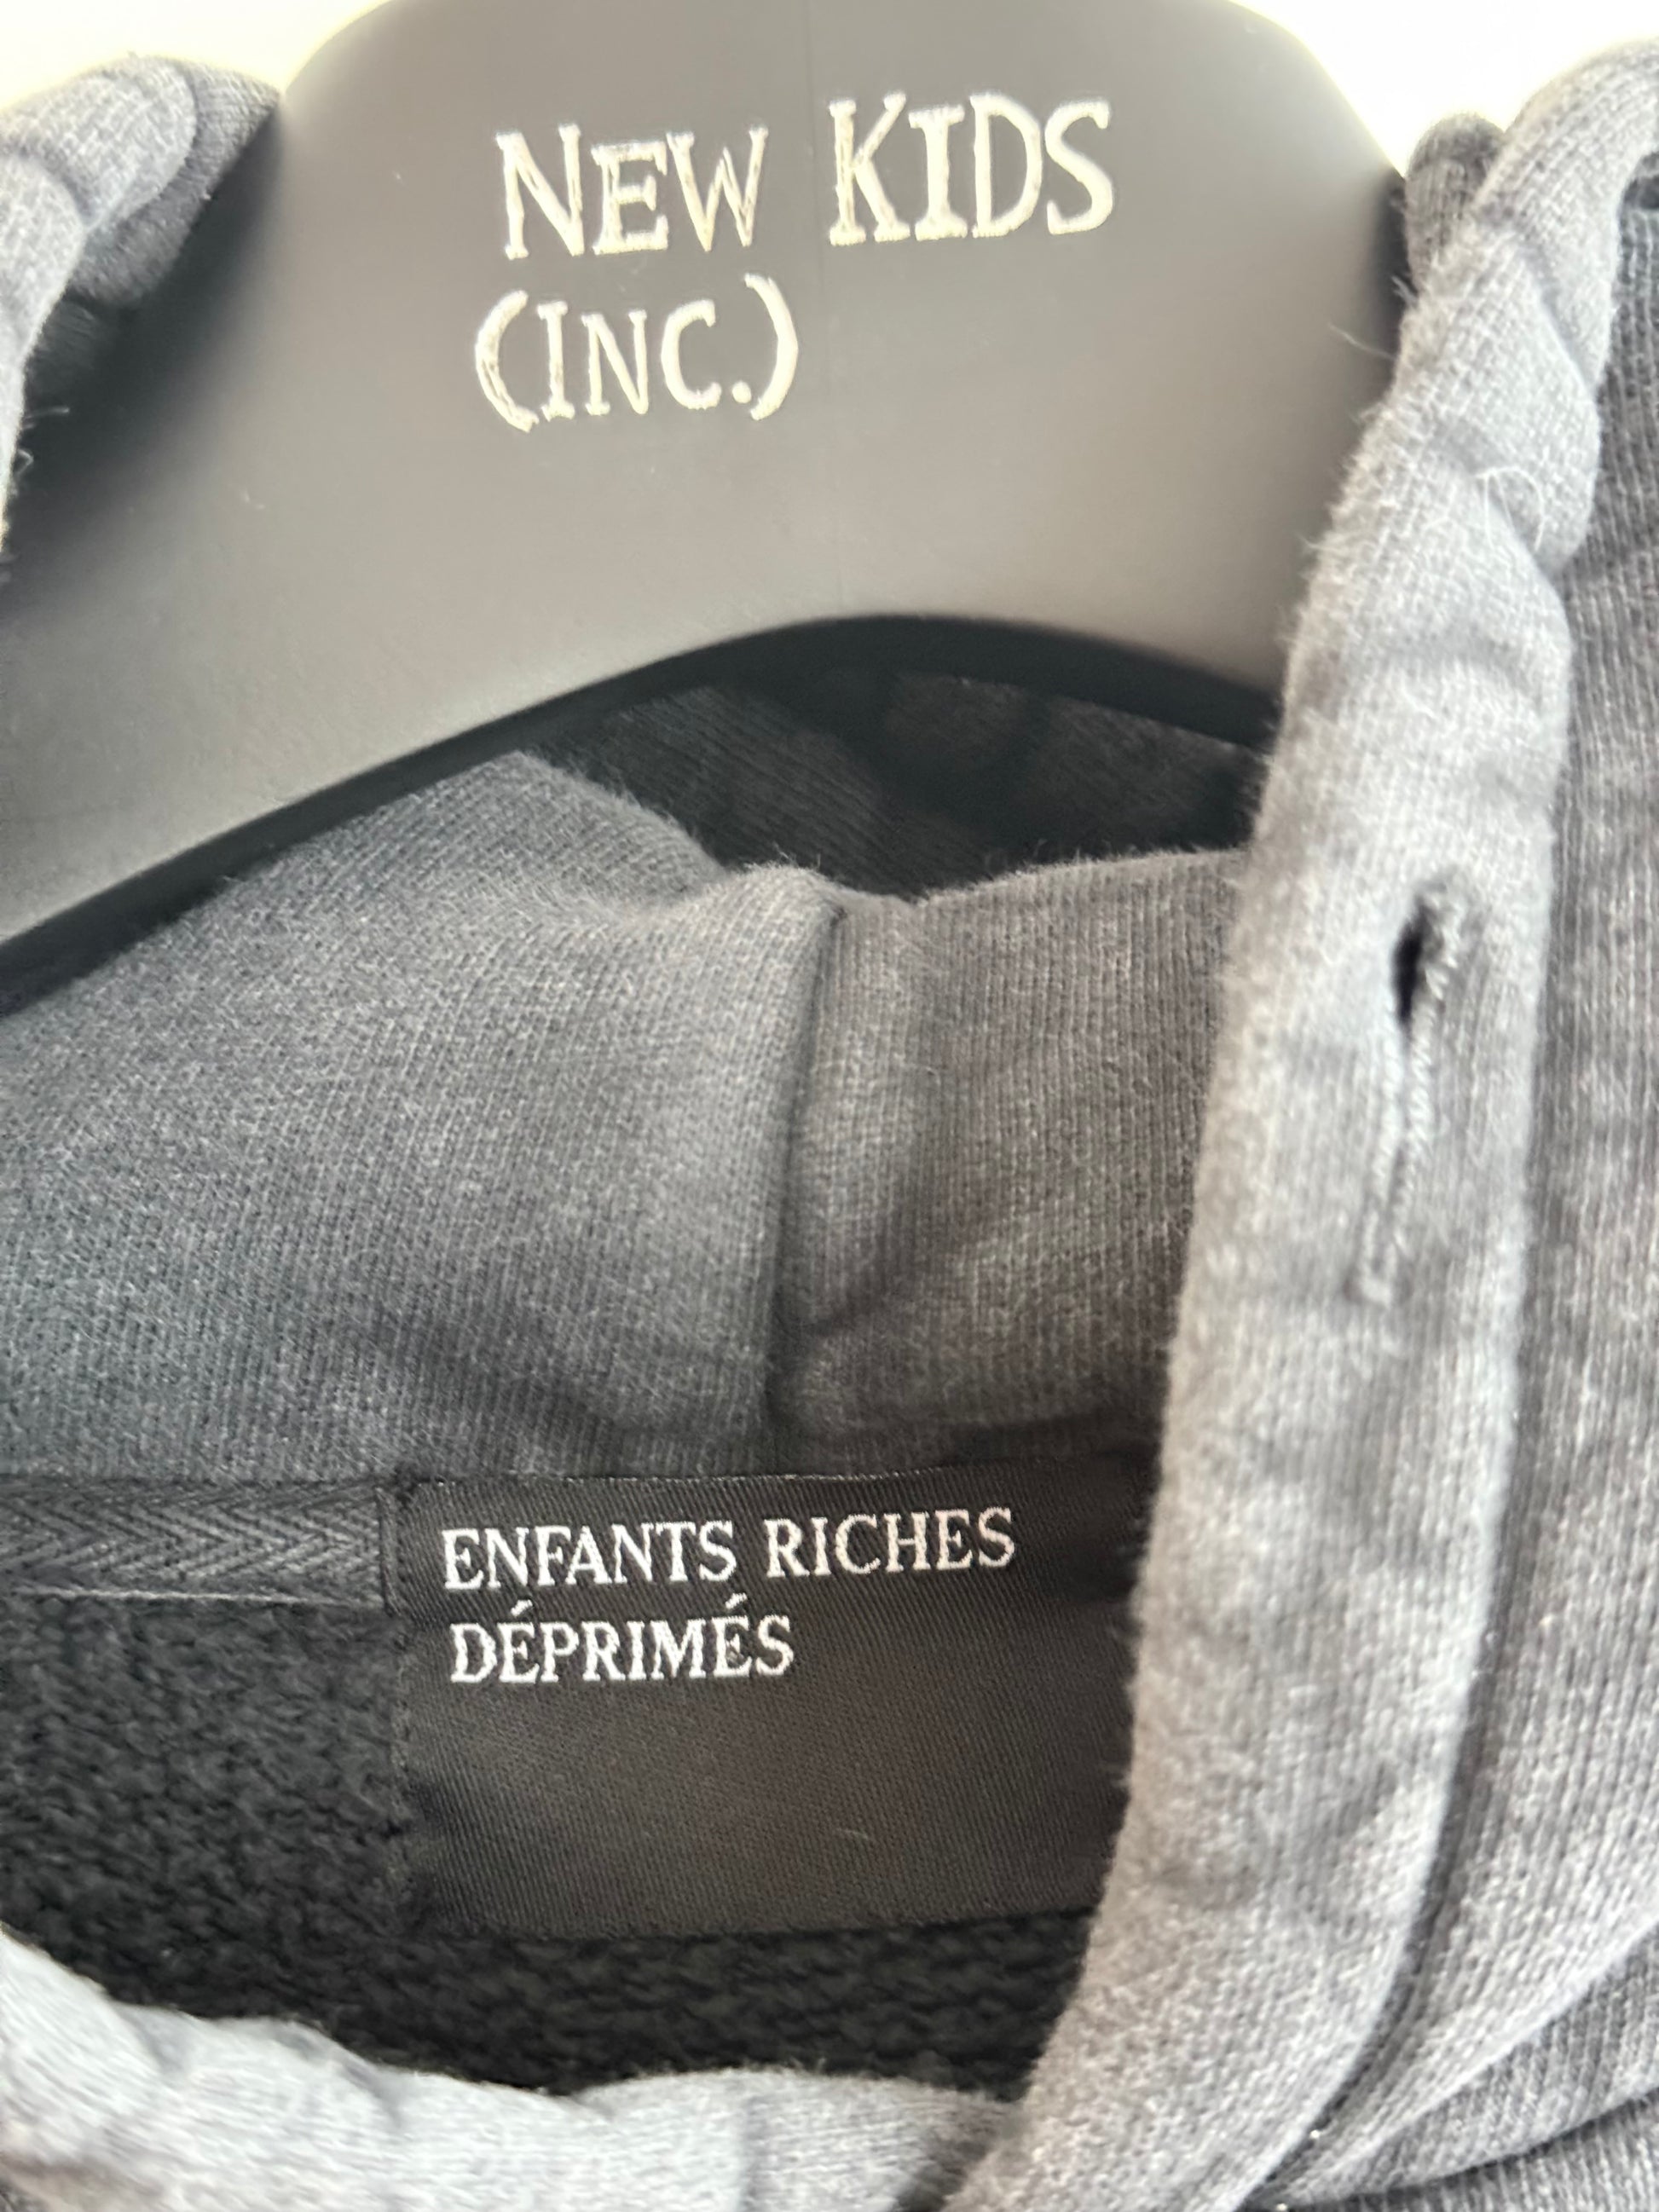 NEW KIDS
(INC.)
ENFANTS RICHES
DÉPRIMÉS